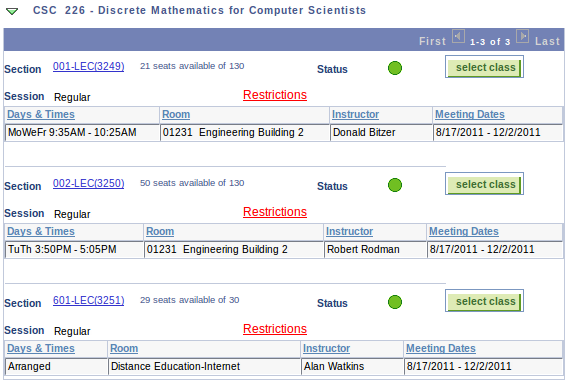 CSC 226 - Discrete Mathematics for Computer Scientists
First 1-3 of 3 Last
Section 001-LEC(3249) 21 seats available of 130 Status select class
Session Regular Restrictions
Days & Times Room Instructor Meeting Dates
MoWeFr 9:35AM - 10:25AM 01231 Engineering Building 2 Donald Bitzer 8/17/2011 - 12/2/2011
Section 002-LEC(3250) 50 seats available of 130 Status select class
Session Regular Restrictions
Days & Times Room Instructor Meeting Dates
TuTh 3:50PM - 5:05PM 01231 Engineering Building 2 Robert Rodman 8/17/2011 - 12/2/2011
Section 601-LEC(3251) 29 seats available of 30 Status select class
Session Regular Restrictions
Days & Times Room Instructor Meeting Dates
Arranged Distance Education-Internet Alan Watkins 8/17/2011 - 12/2/2011